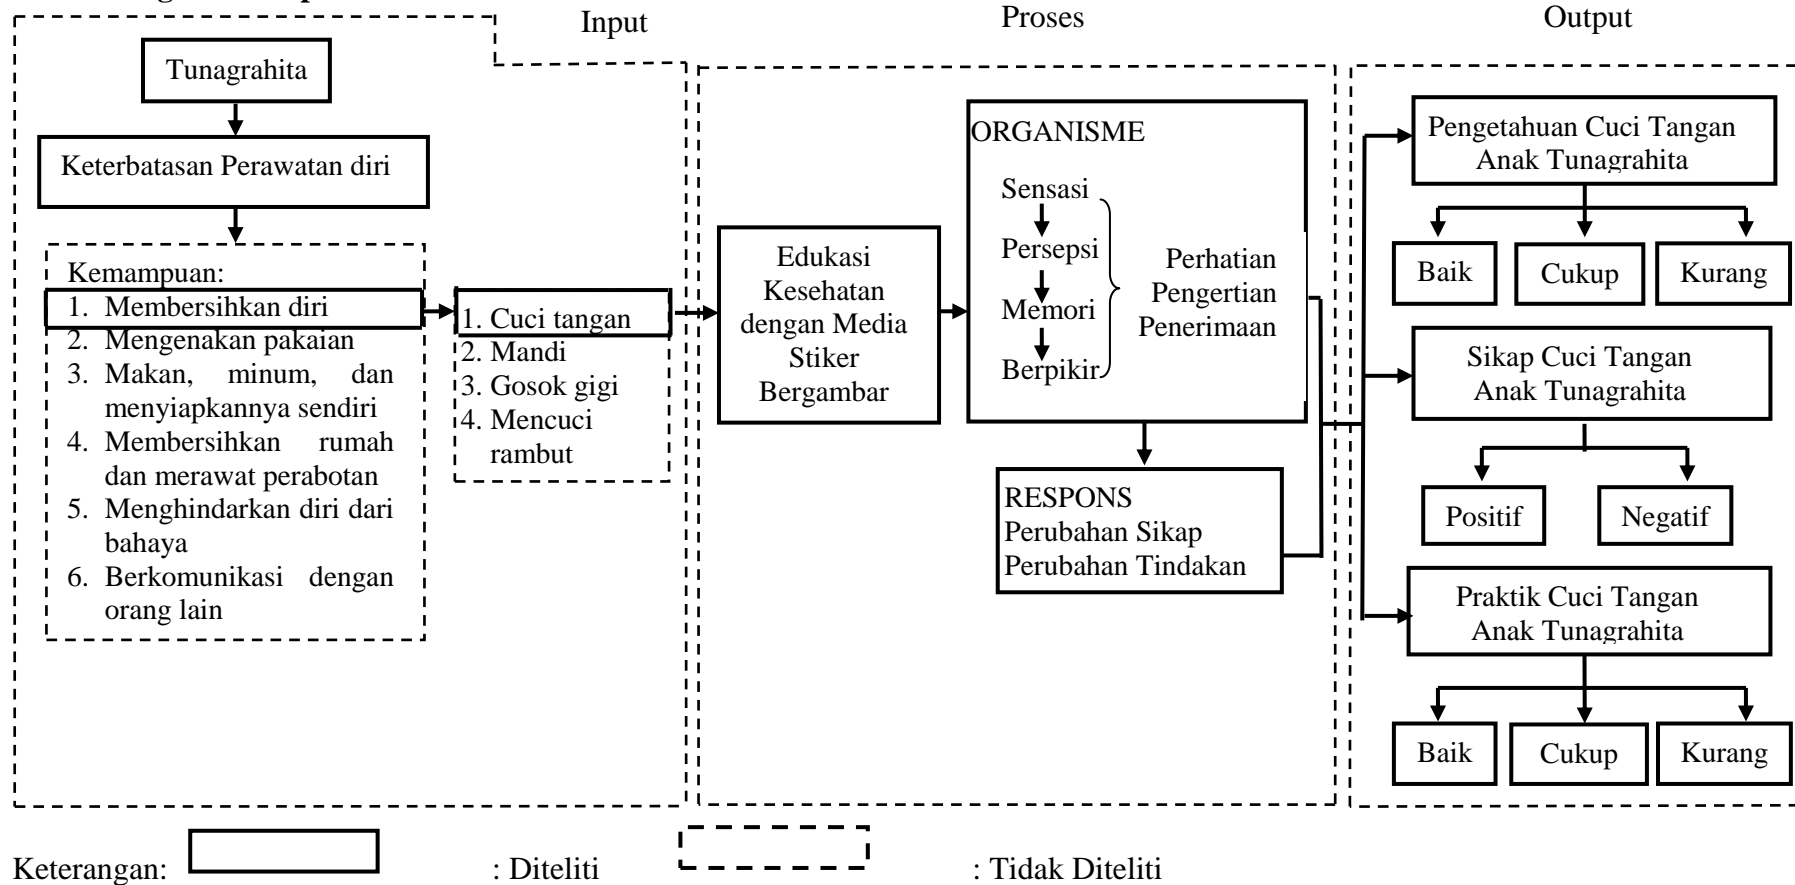 Input
Proses
Output
Tunagrahita
Keterbatasan Perawatan diri
Kemampuan:
1. Membersihkan diri
2. Mengenakan pakaian
3. Makan, minum, dan
menyiapkannya sendiri
4. Membersihkan rumah
dan merawat perabotan
5. Menghindarkan diri dari
bahaya
6. Berkomunikasi dengan
orang lain
1. Cuci tangan
2. Mandi
3. Gosok gigi
4. Mencuci
rambut
Edukasi
Kesehatan
dengan Media
Stiker
Bergambar
ORGANISME
Sensasi
Persepsi
Memori
Berpikir
Perhatian
Pengertian
Penerimaan
RESPONS
Perubahan Sikap
Perubahan Tindakan
Pengetahuan Cuci Tangan
Anak Tunagrahita
Baik
Cukup
Kurang
Sikap Cuci Tangan
Anak Tunagrahita
Positif
Negatif
Praktik Cuci Tangan
Anak Tunagrahita
Baik
Cukup
Kurang
Keterangan:
: Diteliti
: Tidak Diteliti